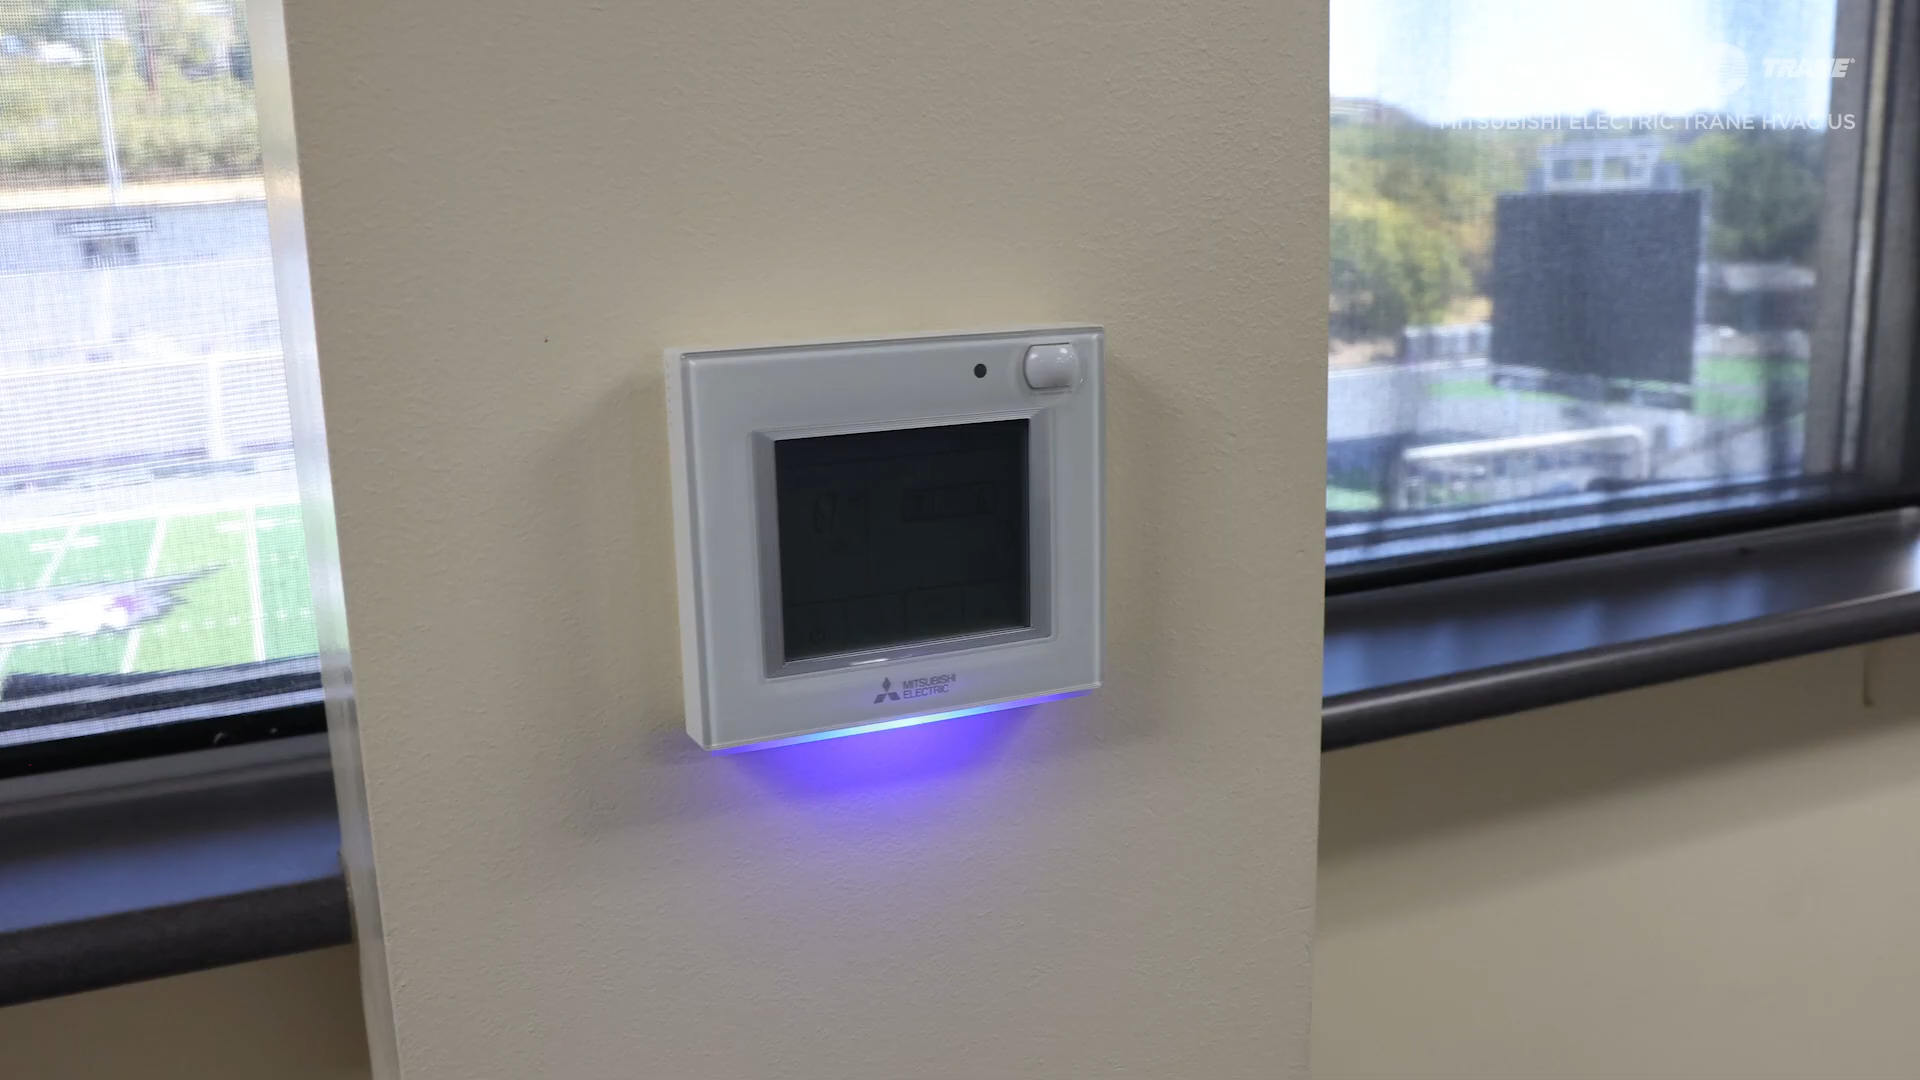 TRANE
MITSUBISHI ELECTRIC TRANE HVAC US
MITSUBISHI
ELECTRIC